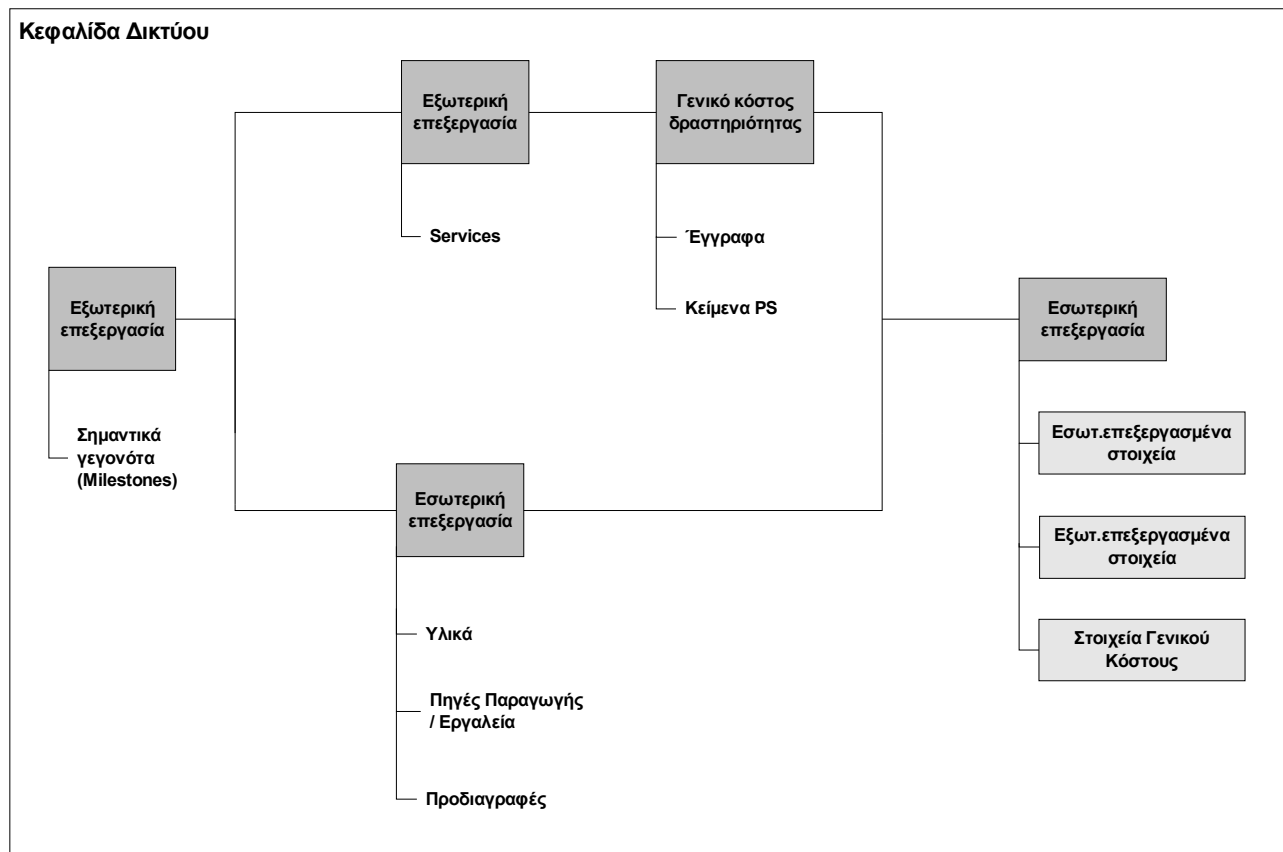 Κεφαλίδα Δικτύου
Εξωτερική
επεξεργασία
Γενικό κόστος
δραστηριότητας
Services
Έγγραφα
Κείμενα PS
Εξωτερική
επεξεργασία
Σημαντικά
γεγονότα
(Milestones)
Εσωτερική
επεξεργασία
Εσωτ.επεξεργασμένα
στοιχεία
Εξωτ.επεξεργασμένα
στοιχεία
Στοιχεία Γενικού
Κόστους
Εσωτερική
επεξεργασία
Υλικά
Πηγές Παραγωγής
/ Εργαλεία
Προδιαγραφές